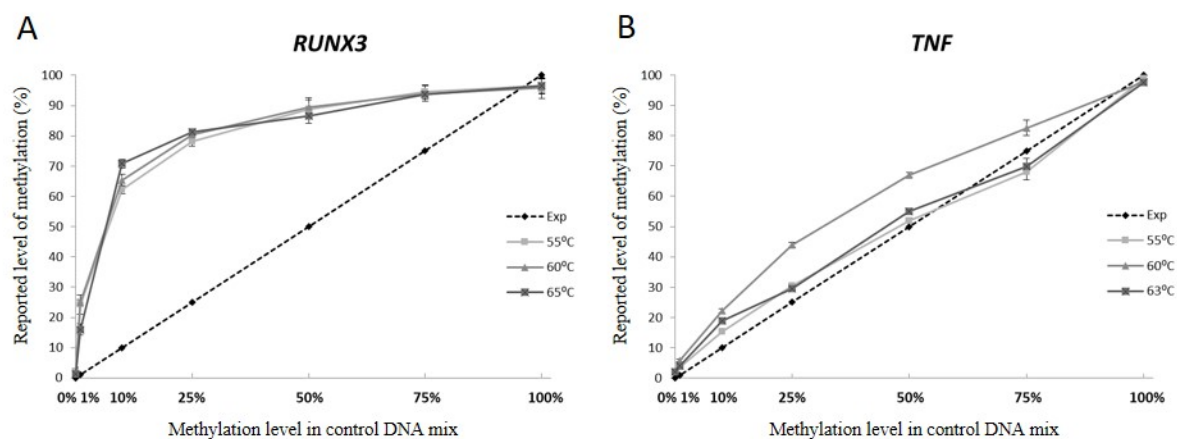 A
RUNX3
Reported level of methylation (%)
100
90
80
70
60
50
40
30
20
10
0
0% 1% 10% 25% 50% 75% 100%
Methylation level in control DNA mix
Exp
55ºC
60ºC
65ºC
B
TNF
Reported level of methylation (%)
100
90
80
70
60
50
40
30
20
10
0
0% 1% 10% 25% 50% 75% 100%
Methylation level in control DNA mix
Exp
55ºC
60ºC
63ºC